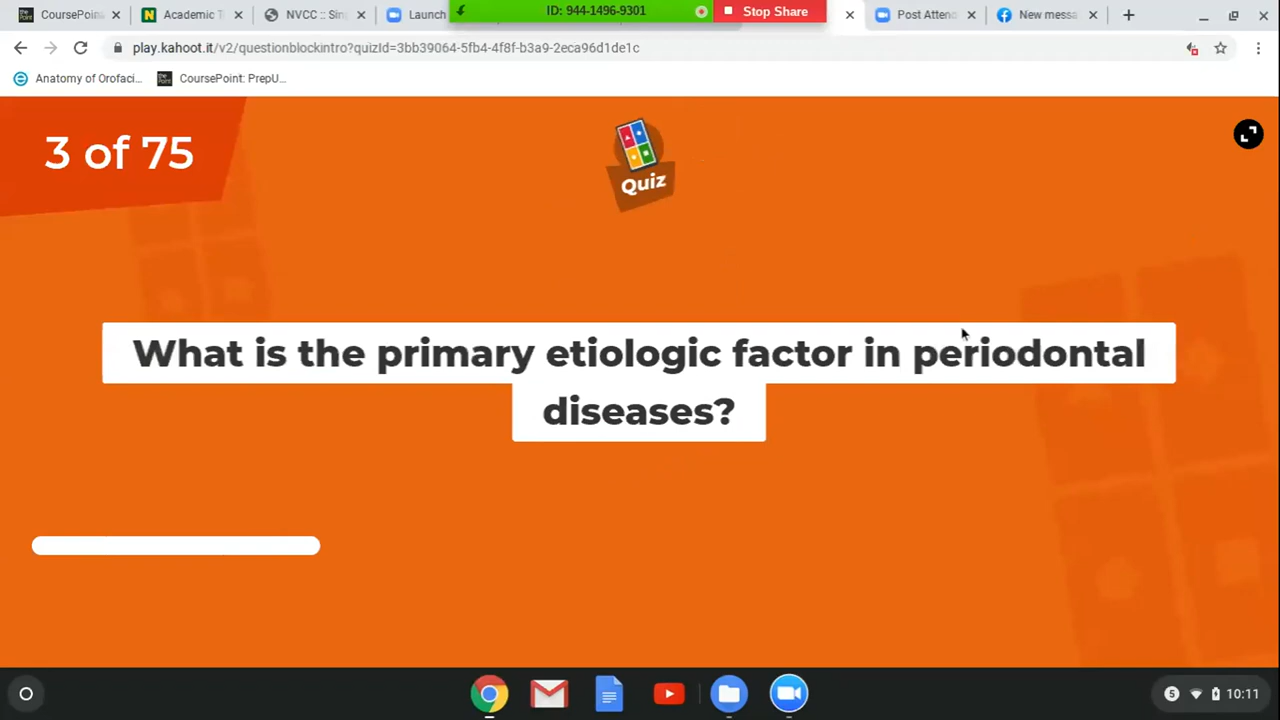 CoursePoin
Academic T
NVCC :: Sin
Launch
ID: 944-1496-9301
Stop Share
Post Attend
New messa
play.kahoot.it/v2/questionblockintro?quizId=3bb39064-5fb4-4f8f-b3a9-2eca96d1de1c
Anatomy of Orofaci...
CoursePoint: PrepU...
3 of 75
Quiz
What is the primary etiologic factor in periodontal
diseases?
10:11